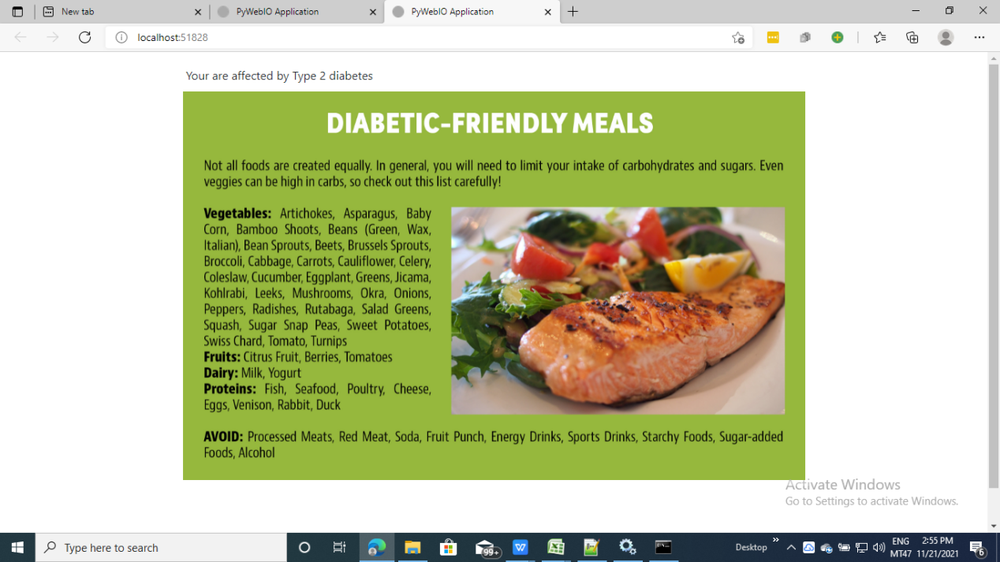 New tab
PyWebIO Application
PyWebIO Application
localhost:51828
Your are affected by Type 2 diabetes
DIABETIC-FRIENDLY MEALS
Not all foods are created equally. In general, you will need to limit your intake of carbohydrates and sugars. Even
veggies can be high in carbs, so check out this list carefully!
Vegetables: Artichokes, Asparagus, Baby
Corn, Bamboo Shoots, Beans (Green, Wax,
Italian), Bean Sprouts, Beets, Brussels Sprouts,
Broccoli, Cabbage, Carrots, Cauliflower, Celery,
Coleslaw, Cucumber, Eggplant, Greens, Jicama,
Kohlrabi, Leeks, Mushrooms, Okra, Onions,
Peppers, Radishes, Rutabaga, Salad Greens,
Squash, Sugar Snap Peas, Sweet Potatoes,
Swiss Chard, Tomato, Turnips
Fruits: Citrus Fruit, Berries, Tomatoes
Dairy: Milk, Yogurt
Proteins: Fish, Seafood, Poultry, Cheese,
Eggs, Venison, Rabbit, Duck
AVOID: Processed Meats, Red Meat, Soda, Fruit Punch, Energy Drinks, Sports Drinks, Starchy Foods, Sugar-added
Foods, Alcohol
Activate Windows
Go to Settings to activate Windows.
Type here to search
99+
W
Desktop
ENG
MT47
2:55 PM
11/21/2021
6